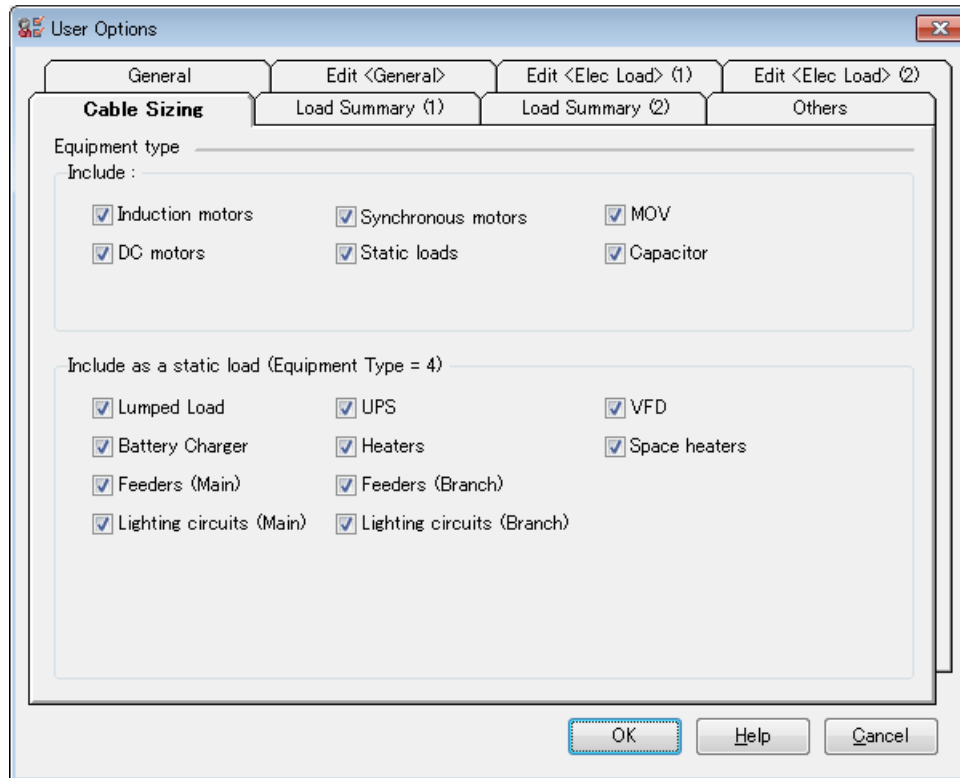 User Options
General Edit <General> Edit <Elec Load> (1) Edit <Elec Load> (2)
Cable Sizing Load Summary (1) Load Summary (2) Others
Equipment type
Include :
Induction motors Synchronous motors MOV
DC motors Static loads Capacitor
Include as a static load (Equipment Type = 4)
Lumped Load UPS VFD
Battery Charger Heaters Space heaters
Feeders (Main) Feeders (Branch)
Lighting circuits (Main) Lighting circuits (Branch)
OK Help Cancel